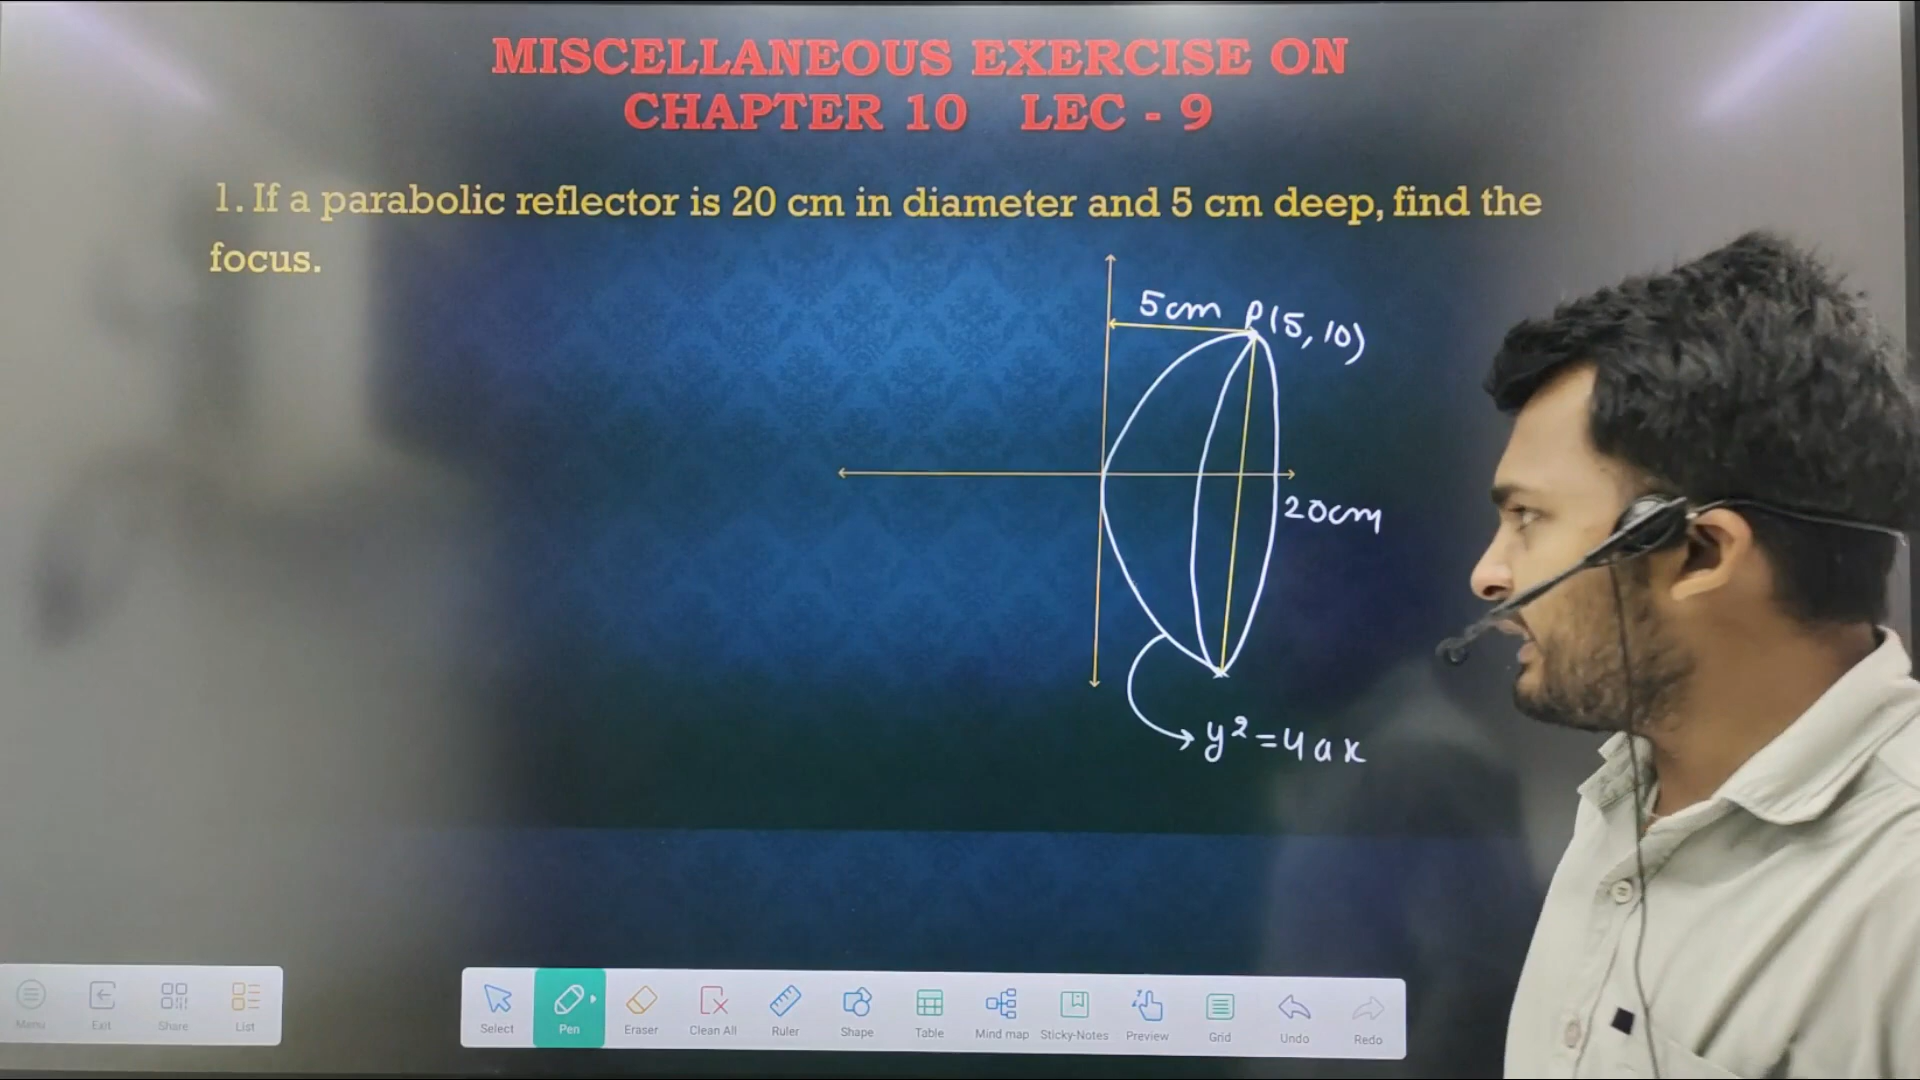 MISCELLANEOUS EXERCISE ON
CHAPTER 10 LEC - 9
1. If a parabolic reflector is 20 cm in diameter and 5 cm deep, find the
focus.
5cm P(5, 10)
20cm
y² = 4ax
Menu Exit Share List Select Pen Eraser Clean All Ruler Shape Table Mind map Sticky-Notes Preview Grid Undo Redo